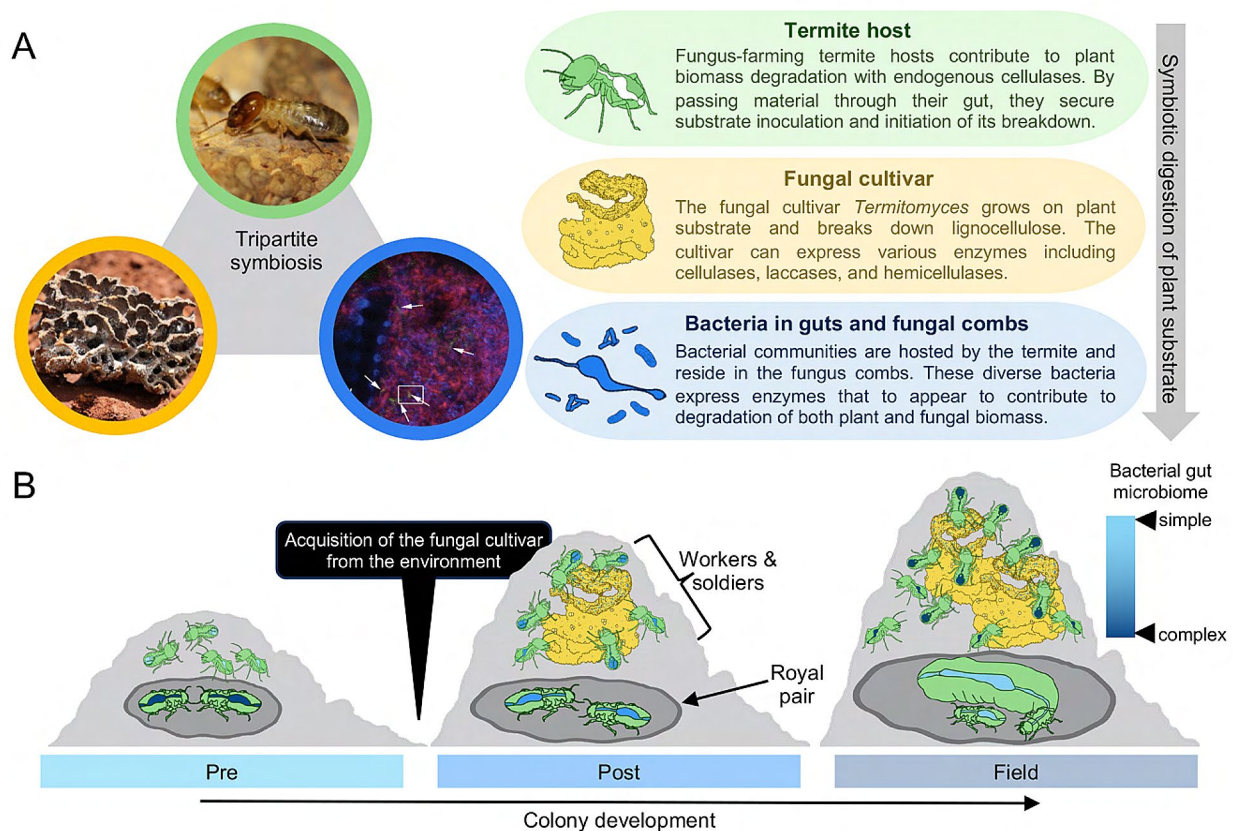 A
Tripartite
symbiosis
Termite host
Fungus-farming termite hosts contribute to plant
biomass degradation with endogenous cellulases. By
passing material through their gut, they secure
substrate inoculation and initiation of its breakdown.
Fungal cultivar
The fungal cultivar Termitomyces grows on plant
substrate and breaks down lignocellulose. The
cultivar can express various enzymes including
cellulases, laccases, and hemicellulases.
Bacteria in guts and fungal combs
Bacterial communities are hosted by the termite and
reside in the fungus combs. These diverse bacteria
express enzymes that to appear to contribute to
degradation of both plant and fungal biomass.
Symbiotic digestion of plant substrate
B
Acquisition of the fungal cultivar
from the environment
Workers &
soldiers
Royal
pair
Bacterial gut
microbiome
simple
complex
Pre
Post
Field
Colony development